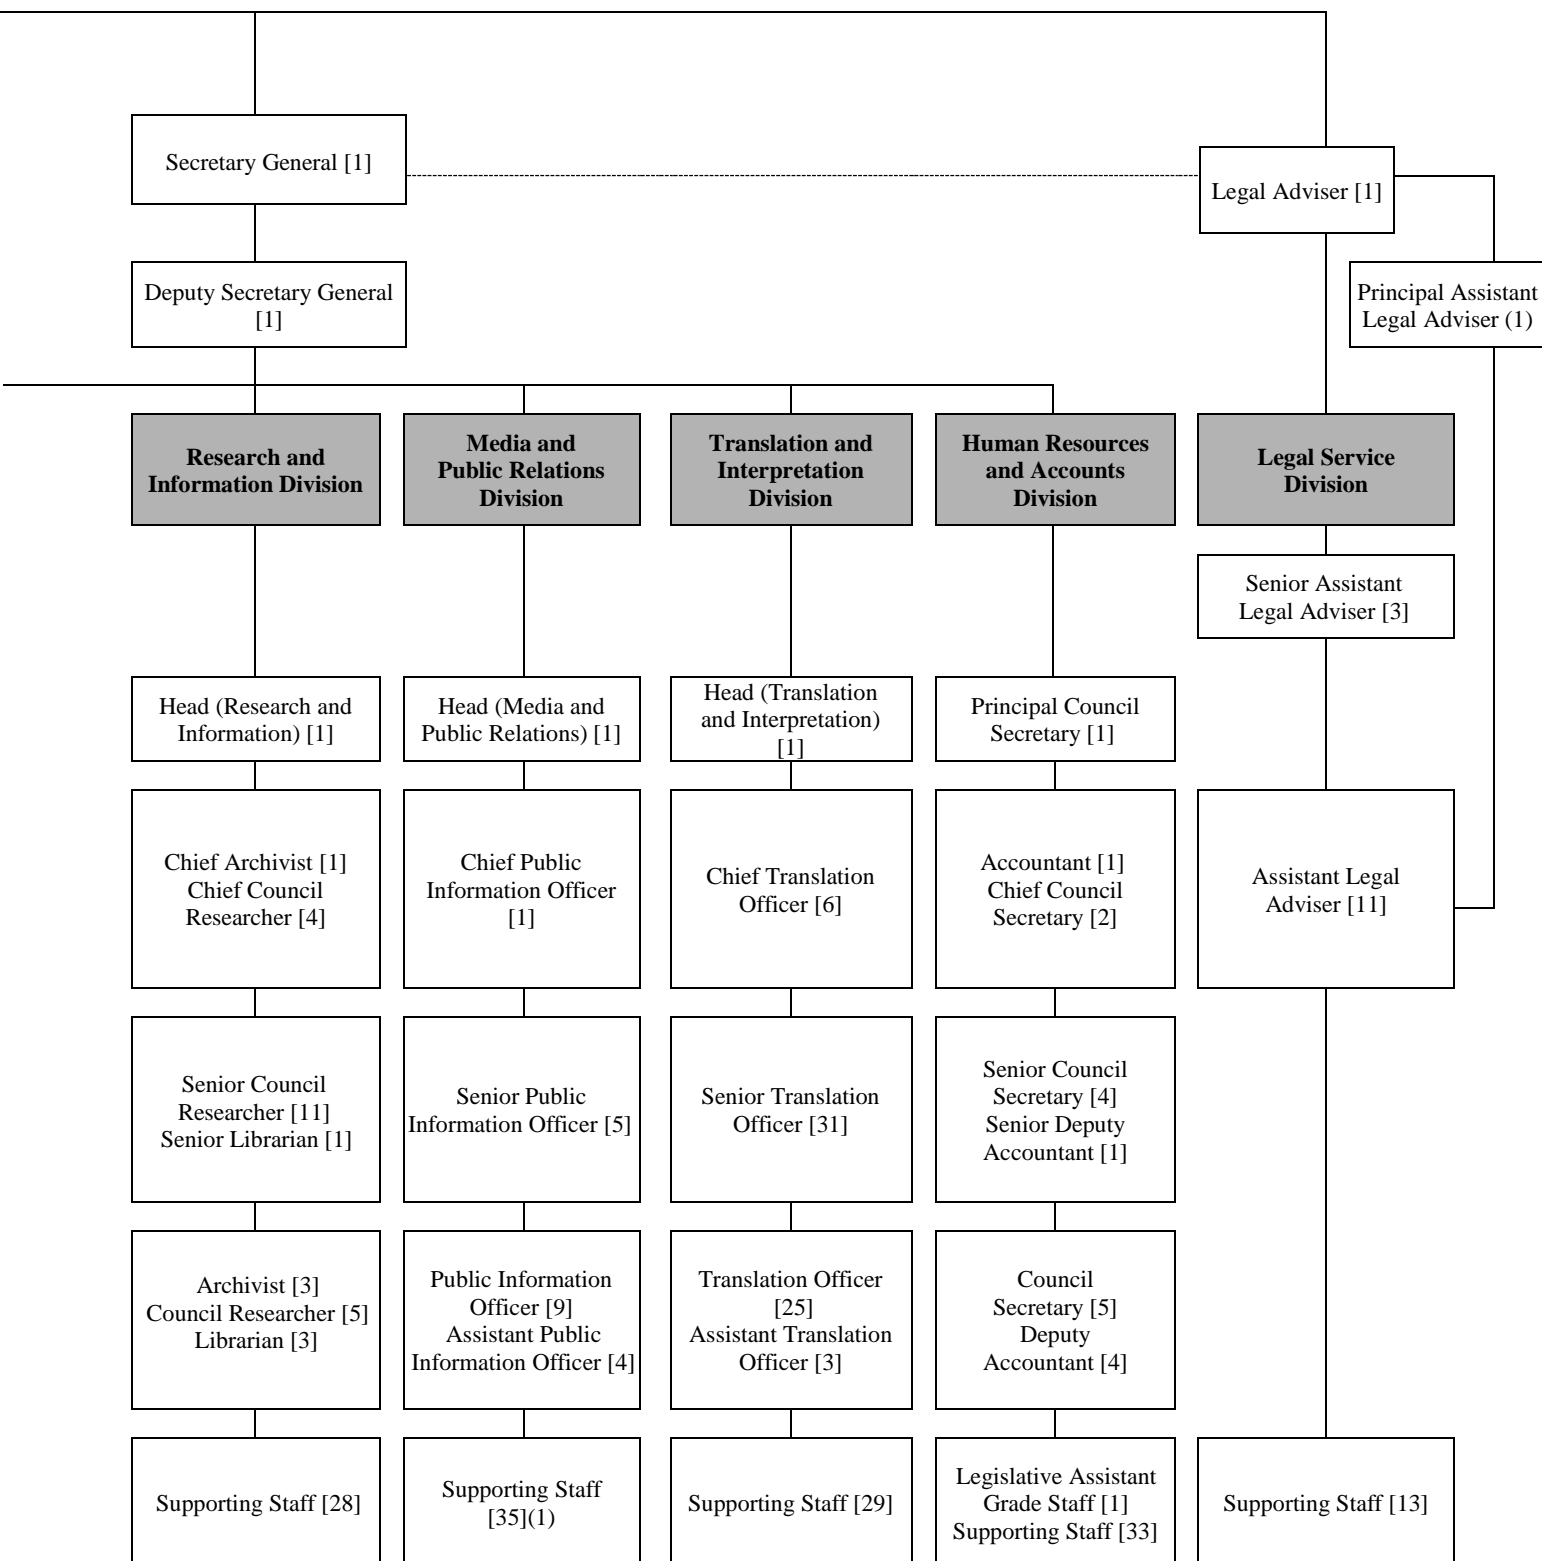 Secretary General [1]
Legal Adviser [1]
Deputy Secretary General
[1]
Principal Assistant
Legal Adviser (1)
Research and
Information Division
Media and
Public Relations
Division
Translation and
Interpretation
Division
Human Resources
and Accounts
Division
Legal Service
Division
Senior Assistant
Legal Adviser [3]
Head (Research and
Information) [1]
Head (Media and
Public Relations) [1]
Head (Translation
and Interpretation)
[1]
Principal Council
Secretary [1]
Chief Archivist [1]
Chief Council
Researcher [4]
Chief Public
Information Officer
[1]
Chief Translation
Officer [6]
Accountant [1]
Chief Council
Secretary [2]
Assistant Legal
Adviser [11]
Senior Council
Researcher [11]
Senior Librarian [1]
Senior Public
Information Officer [5]
Senior Translation
Officer [31]
Senior Council
Secretary [4]
Senior Deputy
Accountant [1]
Archivist [3]
Council Researcher [5]
Librarian [3]
Public Information
Officer [9]
Assistant Public
Information Officer [4]
Translation Officer
[25]
Assistant Translation
Officer [3]
Council
Secretary [5]
Deputy
Accountant [4]
Supporting Staff [28]
Supporting Staff
[35](1)
Supporting Staff [29]
Legislative Assistant
Grade Staff [1]
Supporting Staff [33]
Supporting Staff [13]